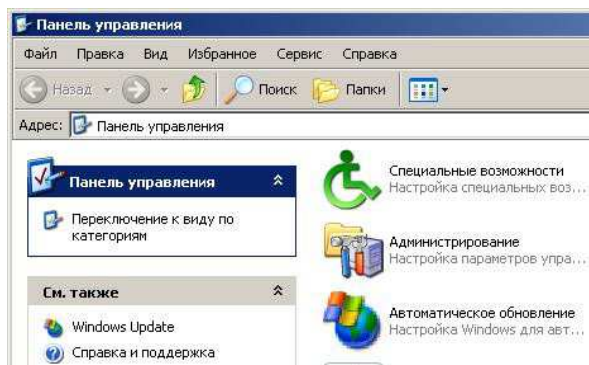 Панель управления
Файл Правка Вид Избранное Сервис Справка
Назад Поиск Папки
Адрес: Панель управления
Панель управления
Переключение к виду по
категориям
См. также
Windows Update
Справка и поддержка
Специальные возможности
Настройка специальных воз...
Администрирование
Настройка параметров упра...
Автоматическое обновление
Настройка Windows для авт...